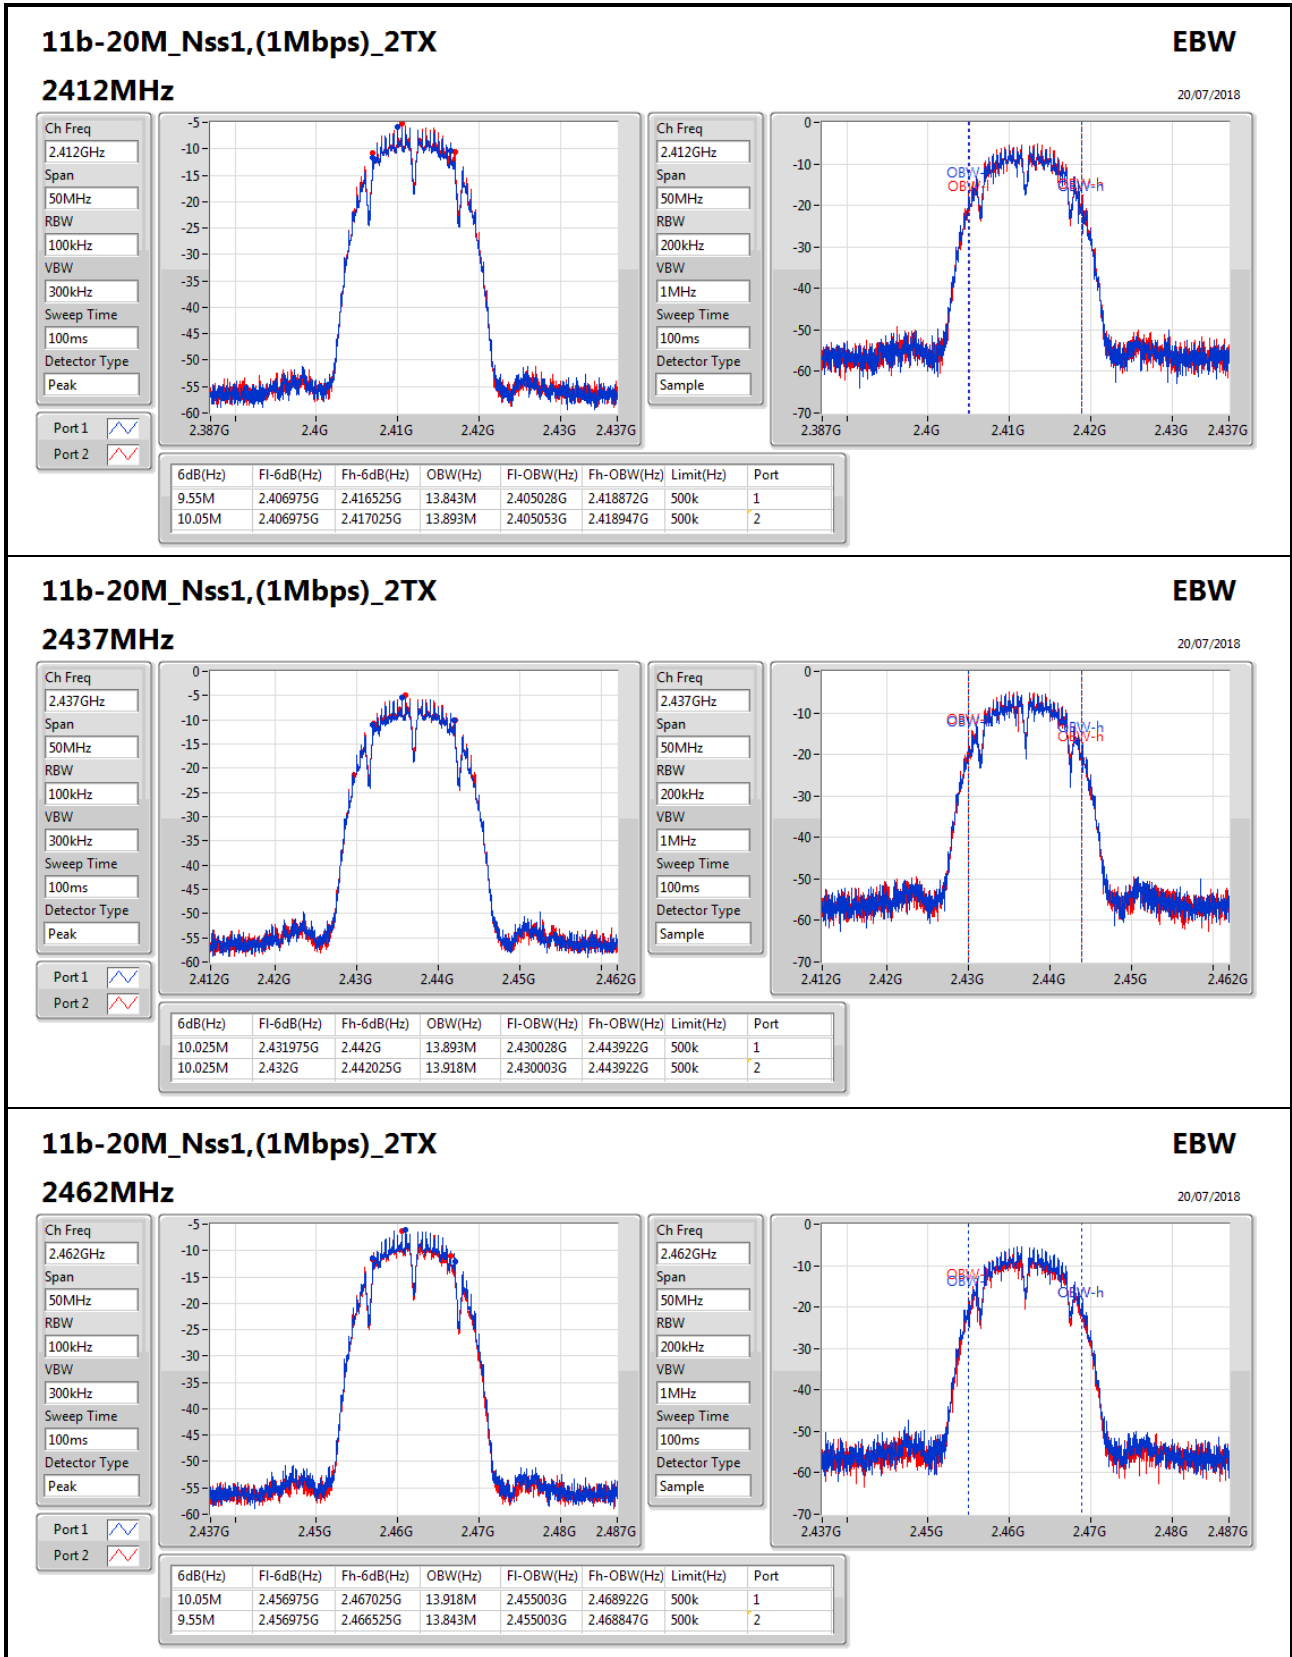 11b-20M_Nss1,(1Mbps)_2TX EBW
2412MHz 20/07/2018
Ch Freq
2.412GHz
Span
50MHz
RBW
100kHz
VBW
300kHz
Sweep Time
100ms
Detector Type
Peak
Port 1
Port 2
-5
-10
-15
-20
-25
-30
-35
-40
-45
-50
-55
-60
2.387G 2.4G 2.41G 2.42G 2.43G 2.437G
Ch Freq
2.412GHz
Span
50MHz
RBW
200kHz
VBW
1MHz
Sweep Time
100ms
Detector Type
Sample
0
-10
-20
-30
-40
-50
-60
-70
OBW-h
2.387G 2.4G 2.41G 2.42G 2.43G 2.437G
6dB(Hz) Fl-6dB(Hz) Fh-6dB(Hz) OBW(Hz) Fl-OBW(Hz) Fh-OBW(Hz) Limit(Hz) Port
9.55M 2.406975G 2.416525G 13.843M 2.405028G 2.418872G 500k 1
10.05M 2.406975G 2.417025G 13.893M 2.405053G 2.418947G 500k 2
11b-20M_Nss1,(1Mbps)_2TX EBW
2437MHz 20/07/2018
Ch Freq
2.437GHz
Span
50MHz
RBW
100kHz
VBW
300kHz
Sweep Time
100ms
Detector Type
Peak
Port 1
Port 2
0
-5
-10
-15
-20
-25
-30
-35
-40
-45
-50
-55
-60
2.412G 2.42G 2.43G 2.44G 2.45G 2.462G
Ch Freq
2.437GHz
Span
50MHz
RBW
200kHz
VBW
1MHz
Sweep Time
100ms
Detector Type
Sample
0
-10
-20
-30
-40
-50
-60
-70
OBW-h
OBW-h
2.412G 2.42G 2.43G 2.44G 2.45G 2.462G
6dB(Hz) Fl-6dB(Hz) Fh-6dB(Hz) OBW(Hz) Fl-OBW(Hz) Fh-OBW(Hz) Limit(Hz) Port
10.025M 2.431975G 2.442G 13.893M 2.430028G 2.443922G 500k 1
10.025M 2.432G 2.442025G 13.918M 2.430003G 2.443922G 500k 2
11b-20M_Nss1,(1Mbps)_2TX EBW
2462MHz 20/07/2018
Ch Freq
2.462GHz
Span
50MHz
RBW
100kHz
VBW
300kHz
Sweep Time
100ms
Detector Type
Peak
Port 1
Port 2
-5
-10
-15
-20
-25
-30
-35
-40
-45
-50
-55
-60
2.437G 2.45G 2.46G 2.47G 2.48G 2.487G
Ch Freq
2.462GHz
Span
50MHz
RBW
200kHz
VBW
1MHz
Sweep Time
100ms
Detector Type
Sample
0
-10
-20
-30
-40
-50
-60
-70
OBW-h
2.437G 2.45G 2.46G 2.47G 2.48G 2.487G
6dB(Hz) Fl-6dB(Hz) Fh-6dB(Hz) OBW(Hz) Fl-OBW(Hz) Fh-OBW(Hz) Limit(Hz) Port
10.05M 2.456975G 2.467025G 13.918M 2.455003G 2.468922G 500k 1
9.55M 2.456975G 2.466525G 13.843M 2.455003G 2.468847G 500k 2